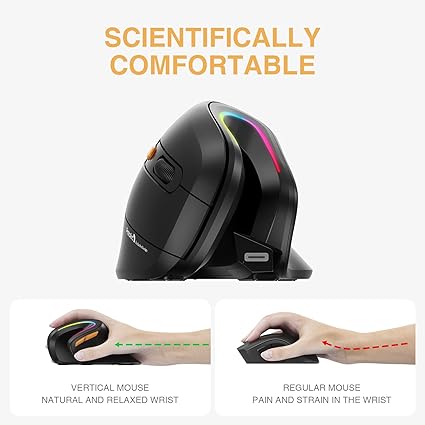 SCIENTIFICALLY
COMFORTABLE
VERTICAL MOUSE
NATURAL AND RELAXED WRIST
REGULAR MOUSE
PAIN AND STRAIN IN THE WRIST